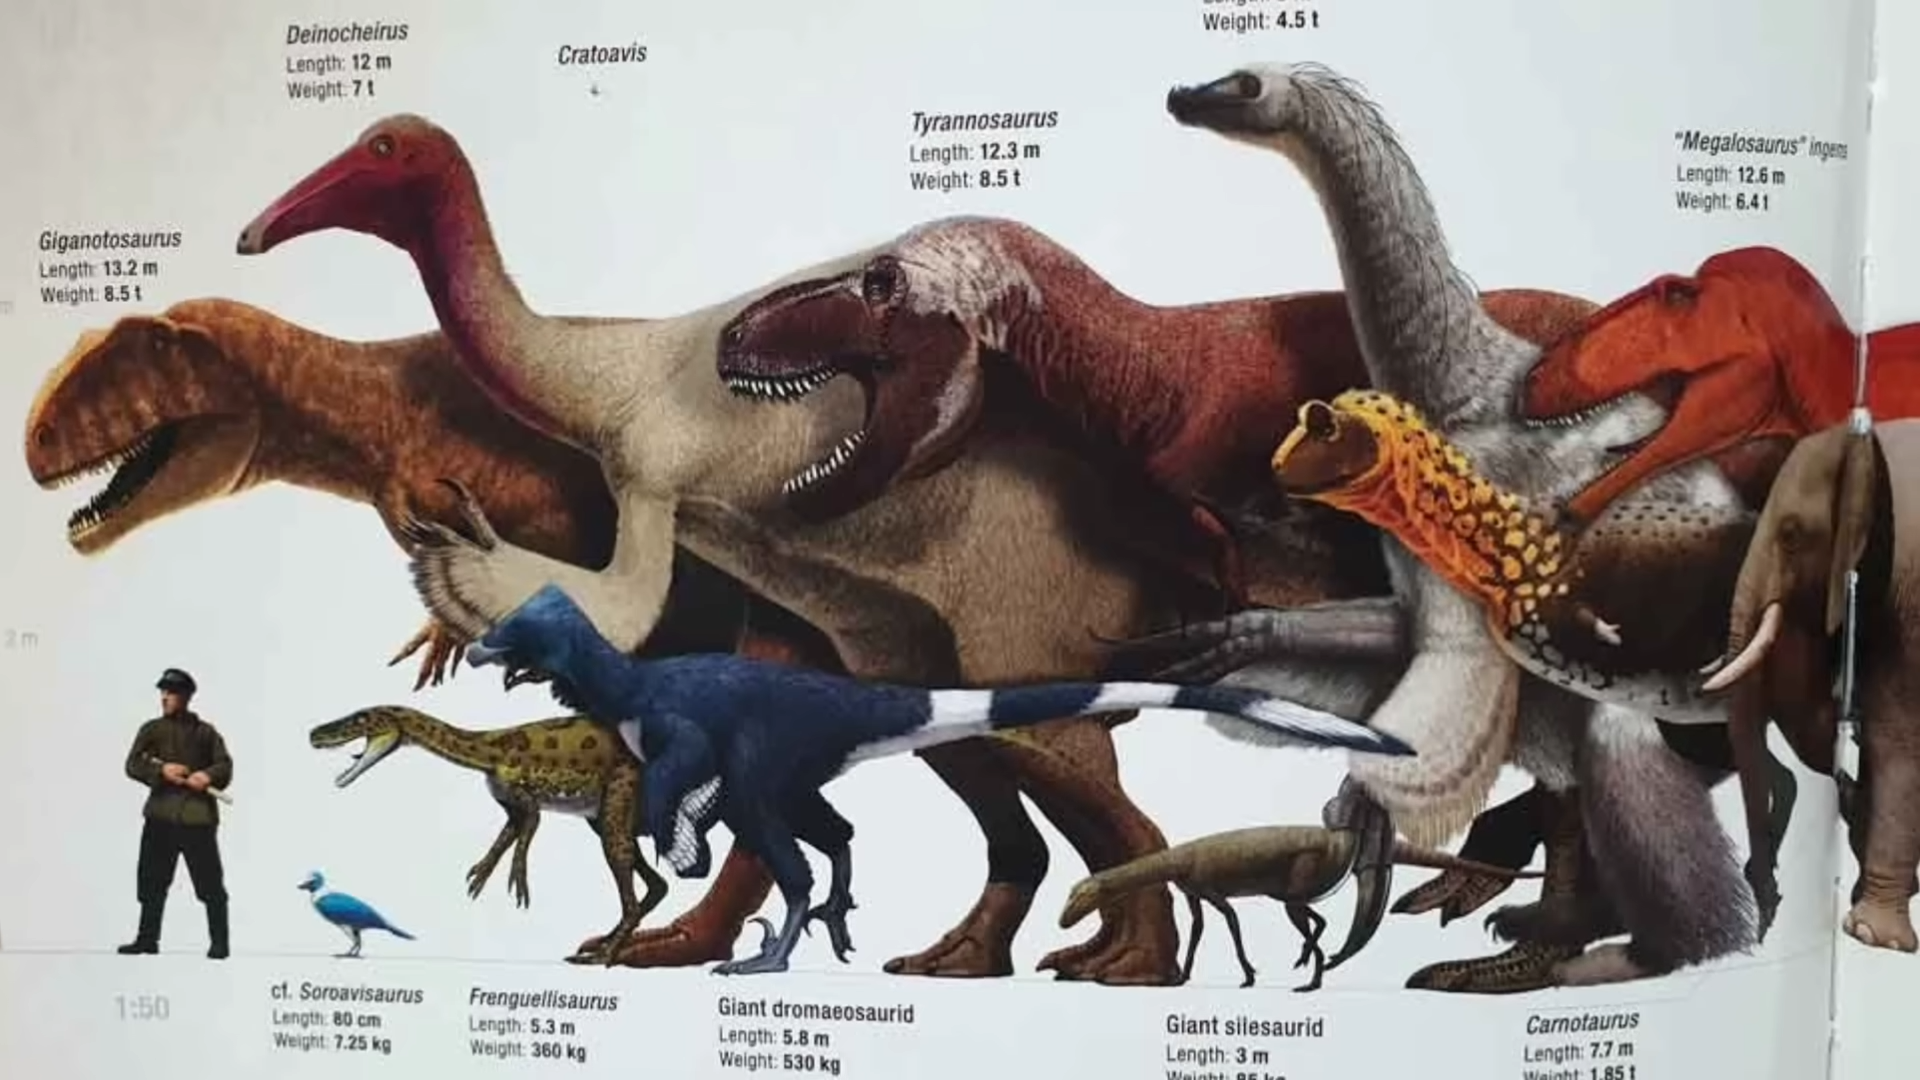 Weight: 4.5 t
Deinocheirus
Length: 12 m
Weight: 7 t
Cratoavis
Tyrannosaurus
Length: 12.3 m
Weight: 8.5 t
"Megalosaurus" ingens
Length: 12.6 m
Weight: 6.4 t
Giganotosaurus
Length: 13.2 m
Weight: 8.5 t
2 m
1:50
cf. Soroavisaurus
Length: 80 cm
Weight: 7.25 kg
Frenguellisaurus
Length: 5.3 m
Weight: 360 kg
Giant dromaeosaurid
Length: 5.8 m
Weight: 530 kg
Giant silesaurid
Length: 3 m
Carnotaurus
Length: 7.7 m
Weight: 1.85 t